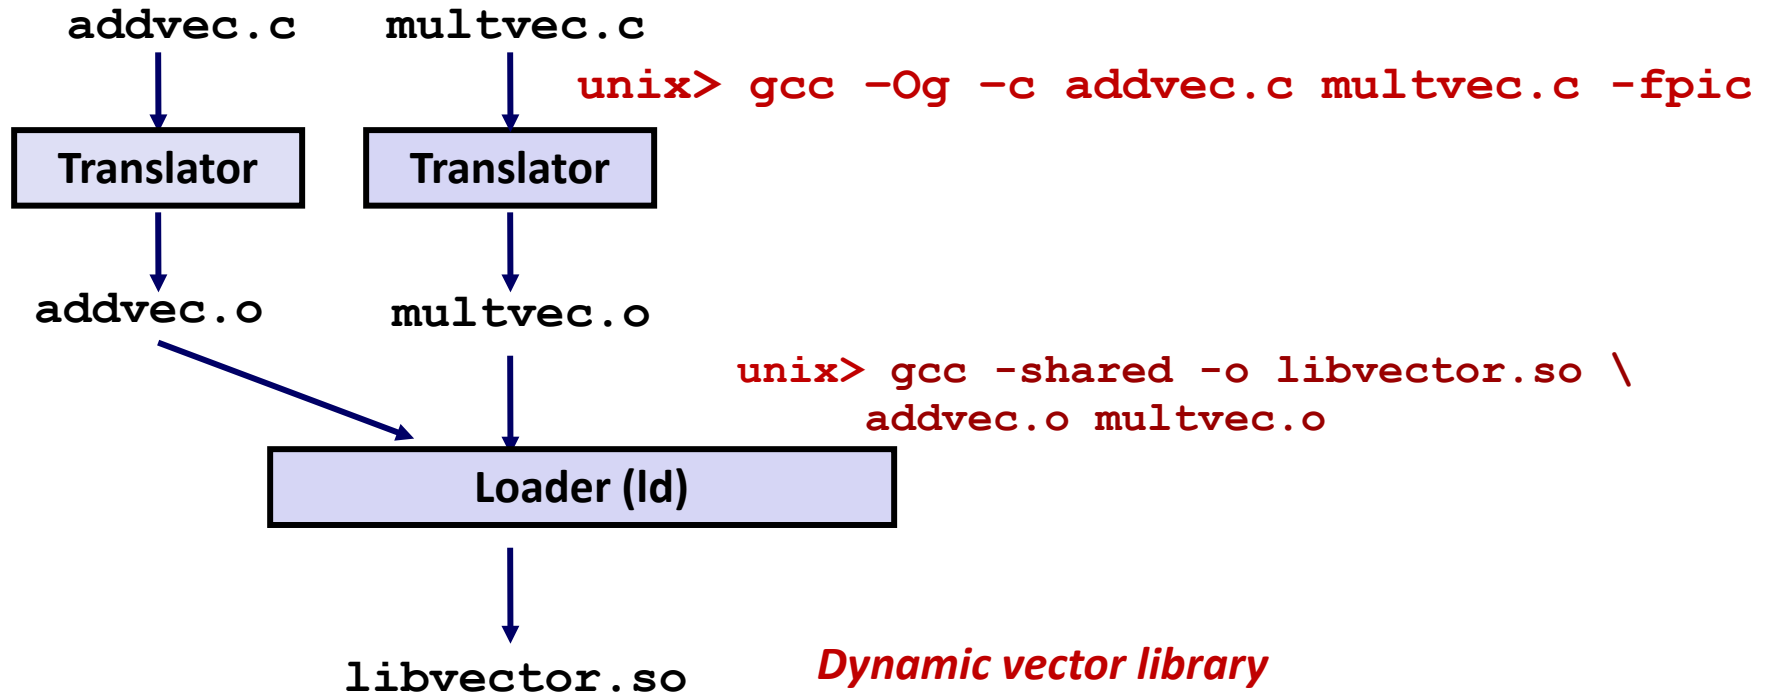 addvec.c multvec.c
unix> gcc –Og –c addvec.c multvec.c -fpic
Translator Translator
addvec.o multvec.o
unix> gcc -shared -o libvector.so \
addvec.o multvec.o
Loader (ld)
libvector.so
Dynamic vector library